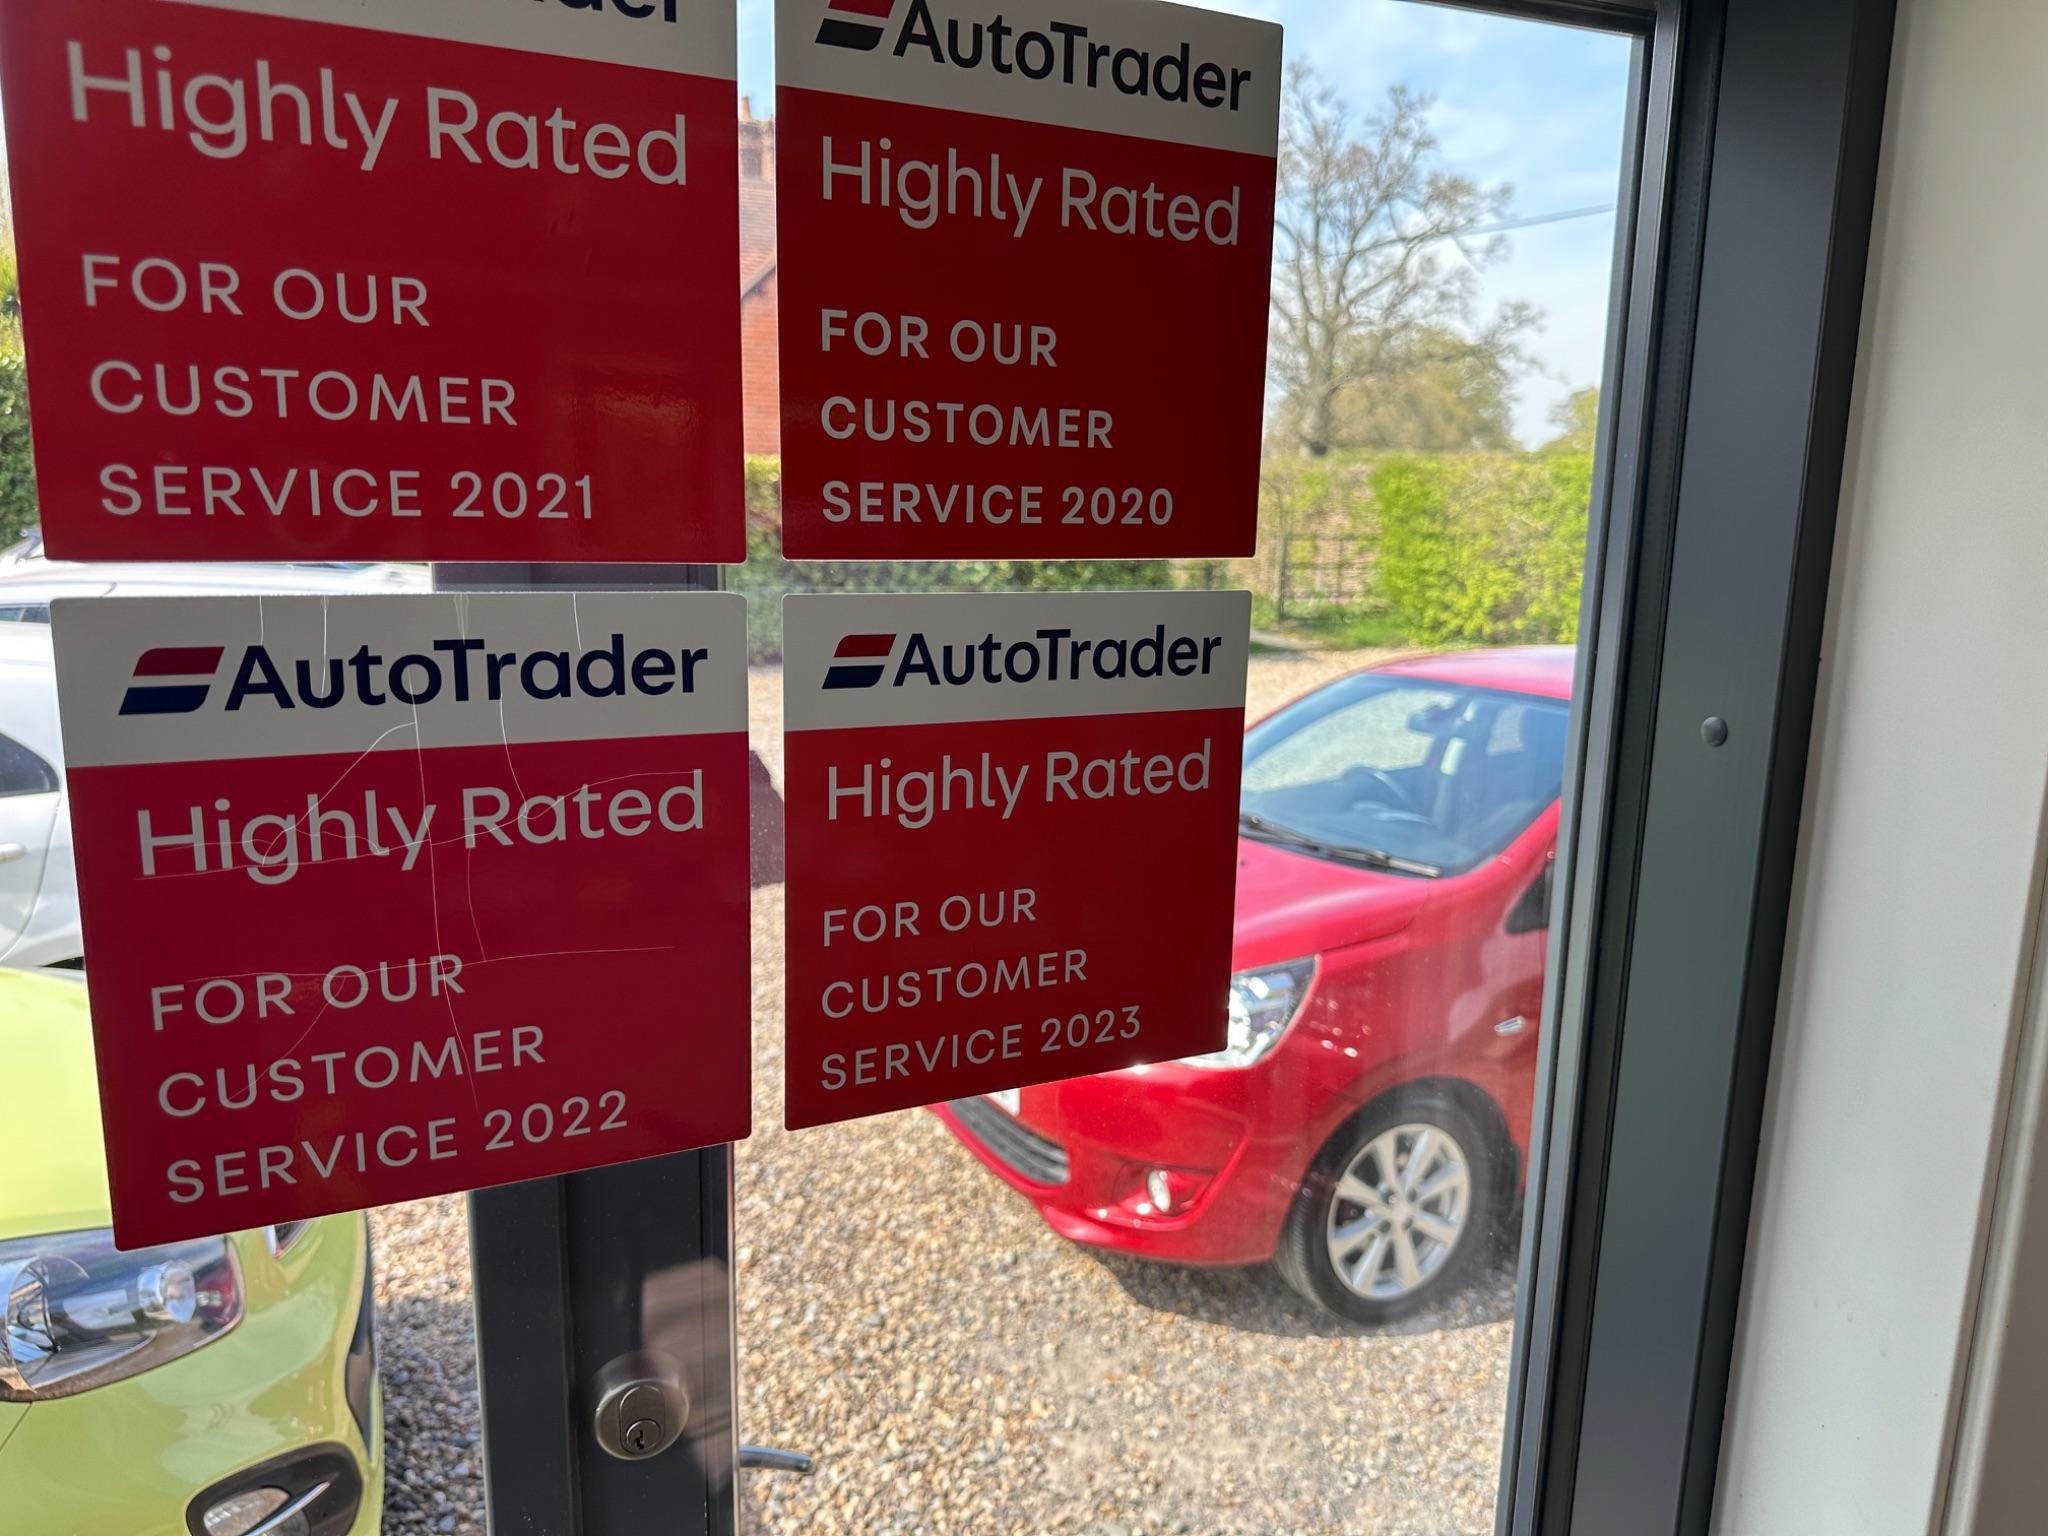 Highly Rated
FOR OUR
CUSTOMER
SERVICE 2021
AutoTrader
Highly Rated
FOR OUR
CUSTOMER
SERVICE 2020
AutoTrader
Highly Rated
FOR OUR
CUSTOMER
SERVICE 2022
AutoTrader
Highly Rated
FOR OUR
CUSTOMER
SERVICE 2023